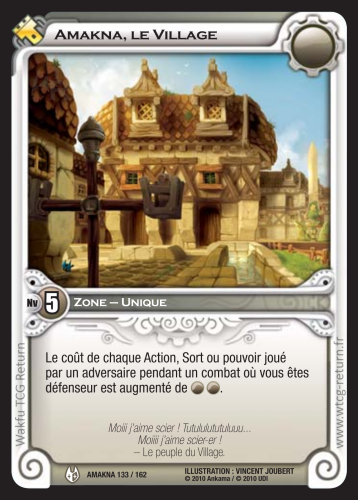 AMAKNA, LE VILLAGE
Nv 5 ZONE – UNIQUE
Le coût de chaque Action, Sort ou pouvoir joué
par un adversaire pendant un combat où vous êtes
défenseur est augmenté de
Moiii j'aime scier ! Tutulututuluuu...
Moiii j'aime scier-er !
– Le peuple du Village.
AMAKNA 133 / 162
ILLUSTRATION : VINCENT JOUBERT
© 2010 Ankama / © 2010 UDI
Wakfu TCG Return
www.wtcg-return.fr